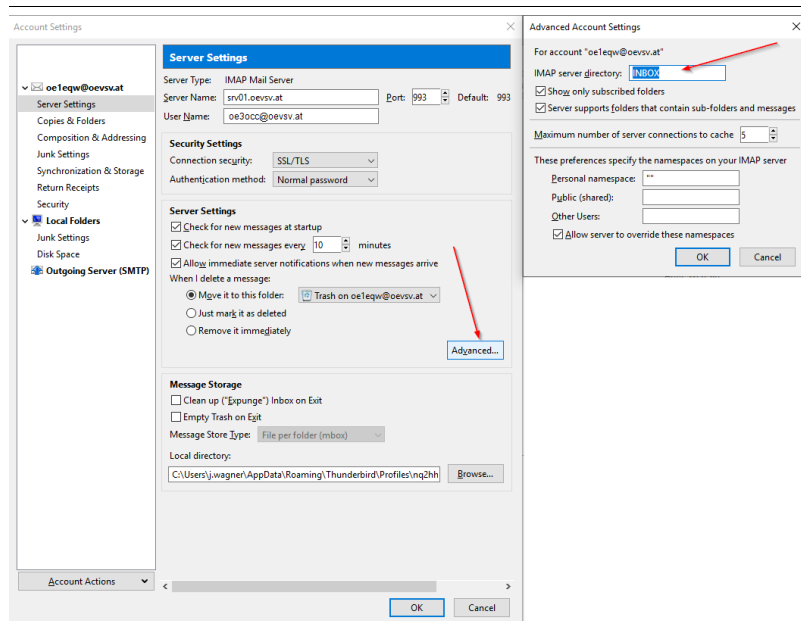 Account Settings
oe1eqw@oevsv.at
Server Settings
Copies & Folders
Composition & Addressing
Junk Settings
Synchronization & Storage
Return Receipts
Security
Local Folders
Junk Settings
Disk Space
Outgoing Server (SMTP)
Account Actions
Server Settings
Server Type: IMAP Mail Server
Server Name: srv01.oevsv.at Port: 993 Default: 993
User Name: oe3occ@oevsv.at
Security Settings
Connection security: SSL/TLS
Authentication method: Normal password
Server Settings
Check for new messages at startup
Check for new messages every 10 minutes
Allow immediate server notifications when new messages arrive
When I delete a message:
Move it to this folder: Trash on oe1eqw@oevsv.at
Just mark it as deleted
Remove it immediately
Advanced...
Message Storage
Clean up ("Expunge") Inbox on Exit
Empty Trash on Exit
Message Store Type: File per folder (mbox)
Local directory:
C:\Users\j.wagner\AppData\Roaming\Thunderbird\Profiles\nq2hh Browse...
OK Cancel
Advanced Account Settings
For account "oe1eqw@oevsv.at"
IMAP server directory: INBOX
Show only subscribed folders
Server supports folders that contain sub-folders and messages
Maximum number of server connections to cache 5
These preferences specify the namespaces on your IMAP server
Personal namespace: ""
Public (shared):
Other Users:
Allow server to override these namespaces
OK Cancel